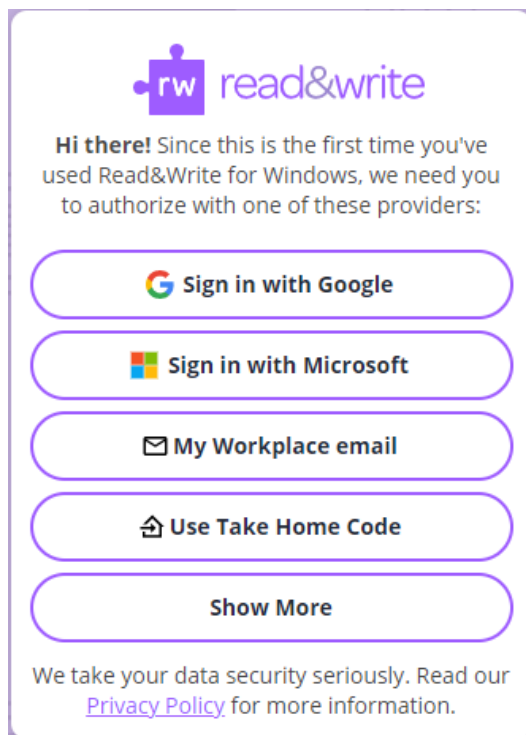 rw read&write
Hi there! Since this is the first time you've
used Read&Write for Windows, we need you
to authorize with one of these providers:
Sign in with Google
Sign in with Microsoft
My Workplace email
Use Take Home Code
Show More
We take your data security seriously. Read our
Privacy Policy for more information.